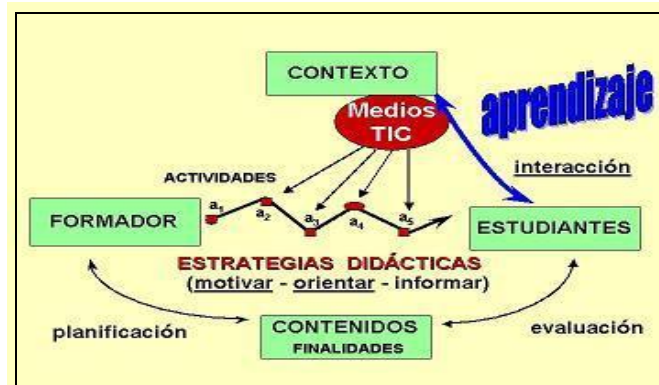 CONTEXTO
aprendizaje
Medios
TIC
interacción
ACTIVIDADES
a1
a2
a3
a4
a5
FORMADOR
ESTUDIANTES
ESTRATEGIAS DIDÁCTICAS
(motivar - orientar - informar)
planificación
CONTENIDOS
FINALIDADES
evaluación